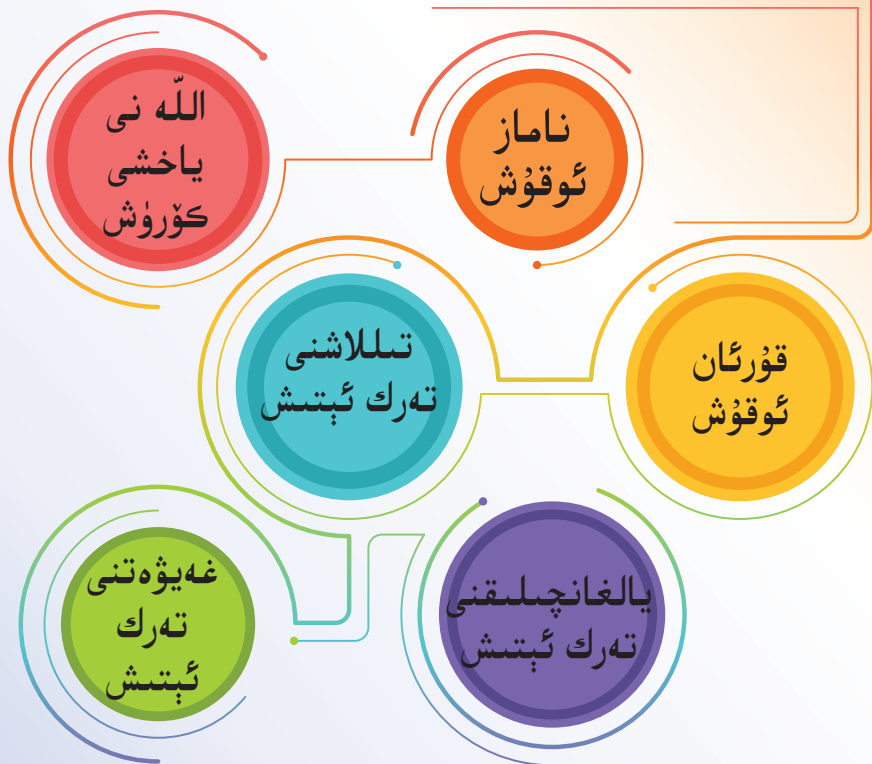 ناماز
ئوقۇش
اللّه نى
ياخشى
كۆرۈش
قۇرئان
ئوقۇش
تىللاشنى
تەرك ئېتىش
يالغانچىلىقنى
تەرك ئېتىش
غەيۋەتنى
تەرك
ئېتىش